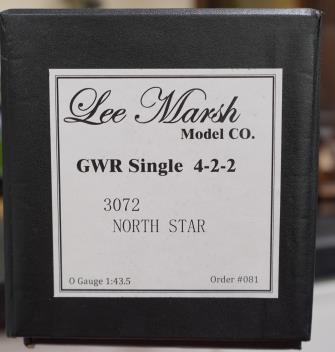 Lee Marsh
Model CO.
GWR Single 4-2-2
3072
NORTH STAR
O Gauge 1:43.5
Order #081